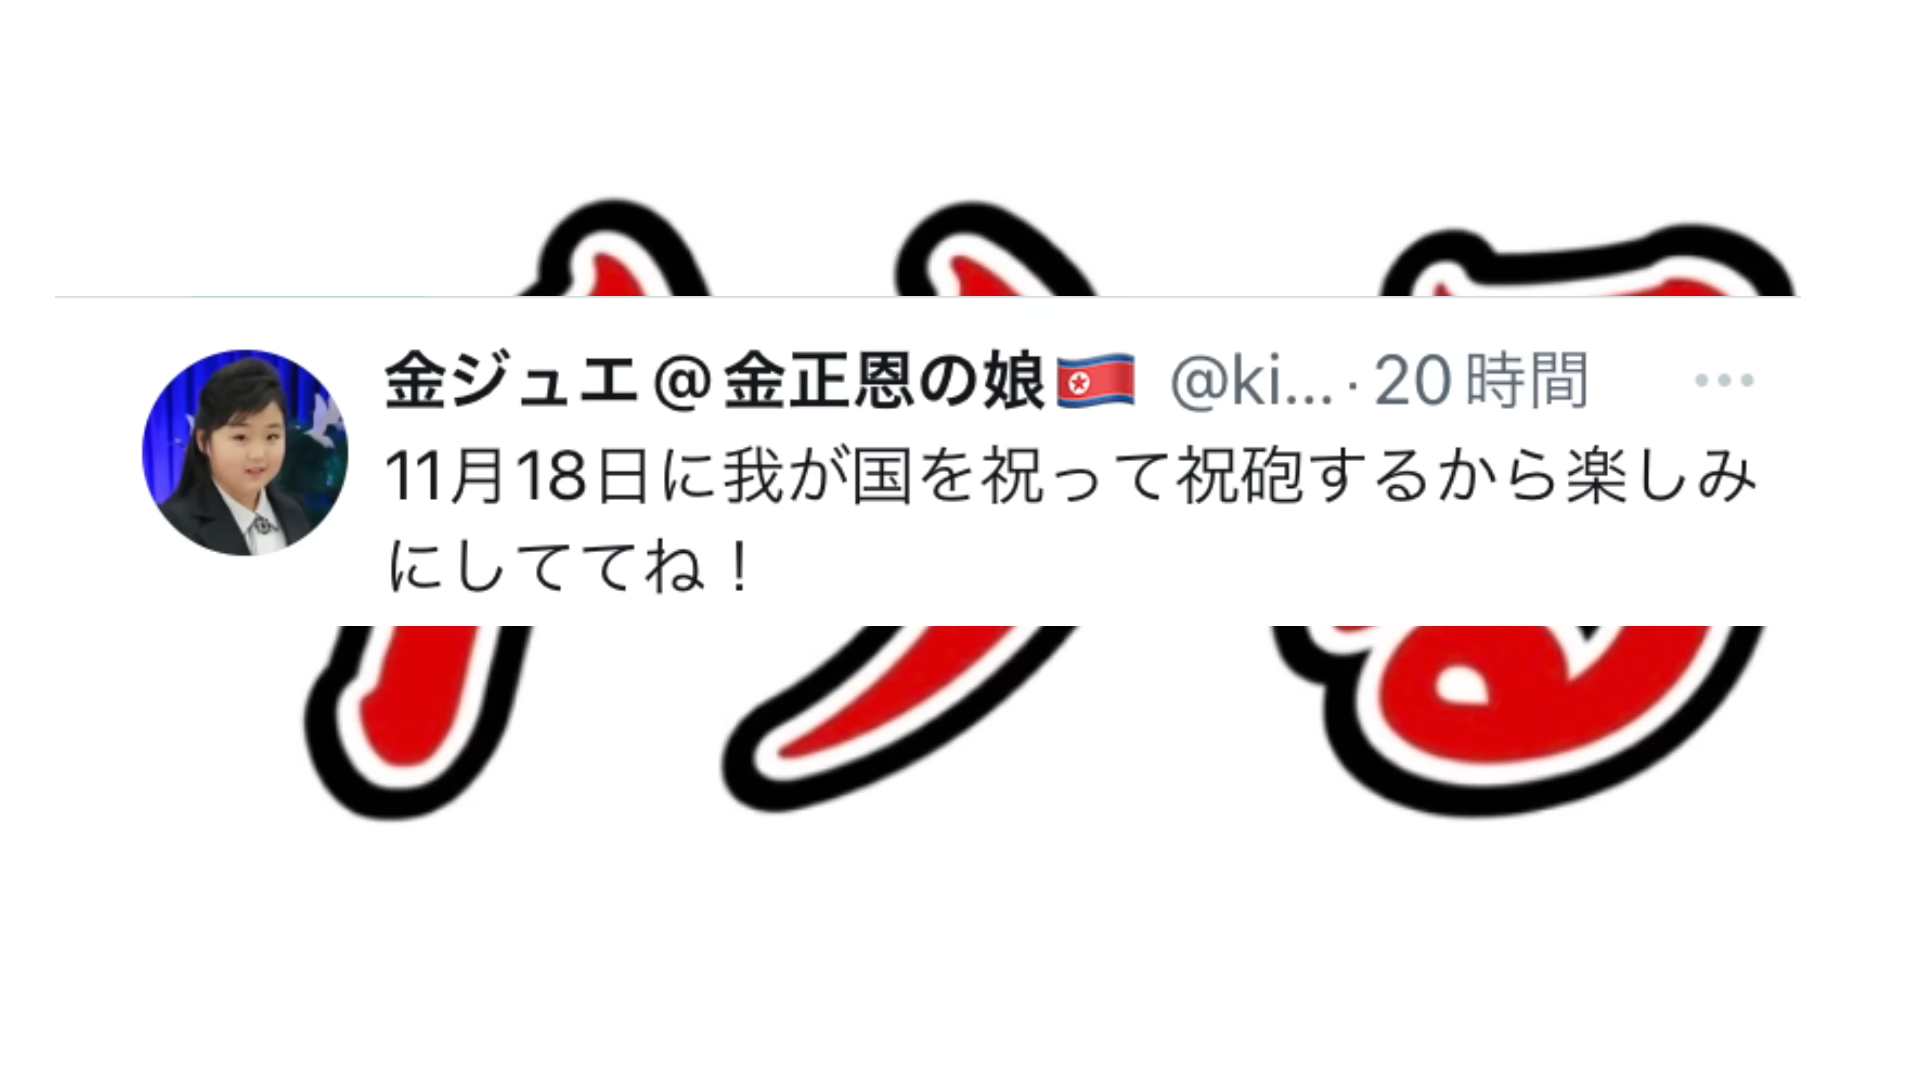 金ジュエ@金正恩の娘🇰🇵 @ki... · 20時間
11月18日に我が国を祝って祝砲するから楽しみ
にしててね！